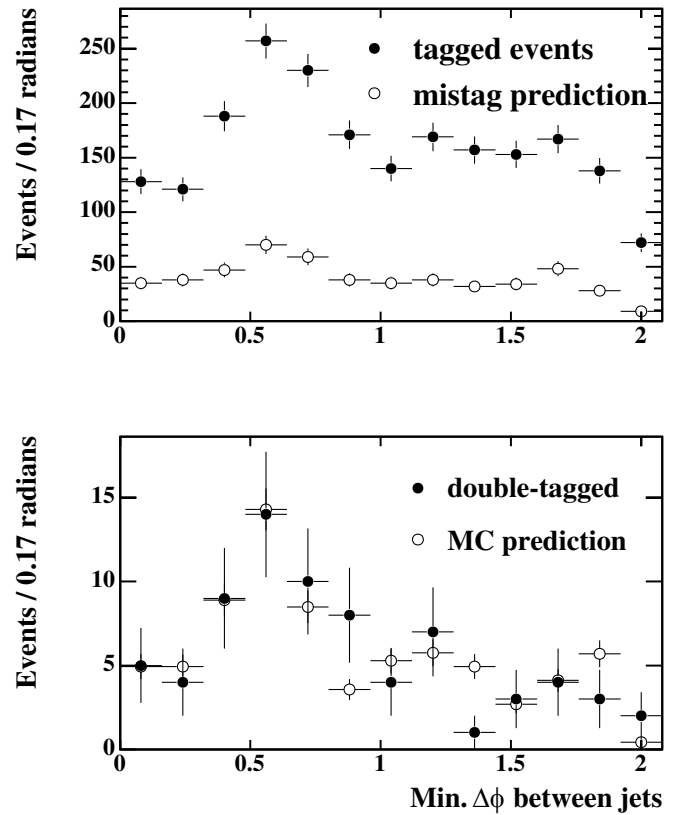 Events / 0.17 radians
250
200
150
100
50
0
tagged events
mistag prediction
0 0.5 1 1.5 2
Events / 0.17 radians
15
10
5
0
double-tagged
MC prediction
0 0.5 1 1.5 2
Min. Δϕ between jets